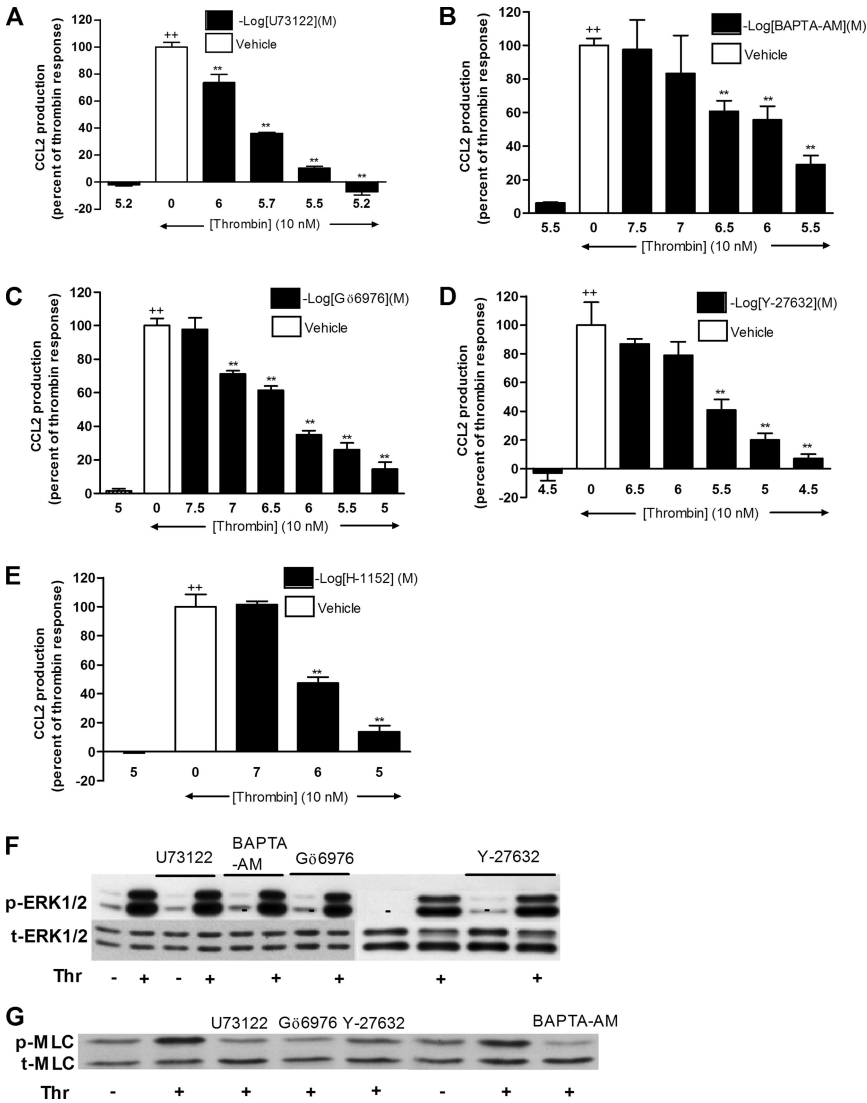 A
-Log[U73122](M)
Vehicle
CCL2 production
(percent of thrombin response)
120
100
80
60
40
20
0
-20
++
**
**
**
**
5.2 0 6 5.7 5.5 5.2
[Thrombin] (10 nM)
B
-Log[BAPTA-AM](M)
Vehicle
CCL2 production
(percent of thrombin response)
120
100
80
60
40
20
0
++
**
**
**
5.5 0 7.5 7 6.5 6 5.5
[Thrombin] (10 nM)
C
-Log[Gö6976](M)
Vehicle
CCL2 production
(percent of thrombin response)
120
100
80
60
40
20
0
++
**
**
**
**
**
5 0 7.5 7 6.5 6 5.5 5
[Thrombin] (10 nM)
D
-Log[Y-27632](M)
Vehicle
CCL2 production
(percent of thrombin response)
120
100
80
60
40
20
0
-20
++
**
**
**
4.5 0 6.5 6 5.5 5 4.5
[Thrombin] (10 nM)
E
-Log[H-1152] (M)
Vehicle
CCL2 production
(percent of thrombin response)
120
100
80
60
40
20
0
-20
++
**
**
5 0 7 6 5
[Thrombin] (10 nM)
F
U73122
BAPTA
-AM
Gö6976
Y-27632
p-ERK1/2
- - - -
t-ERK1/2
Thr - + - + + + + +
G
U73122 Gö6976 Y-27632 BAPTA-AM
p-MLC
t-MLC
Thr - + + + + - + +